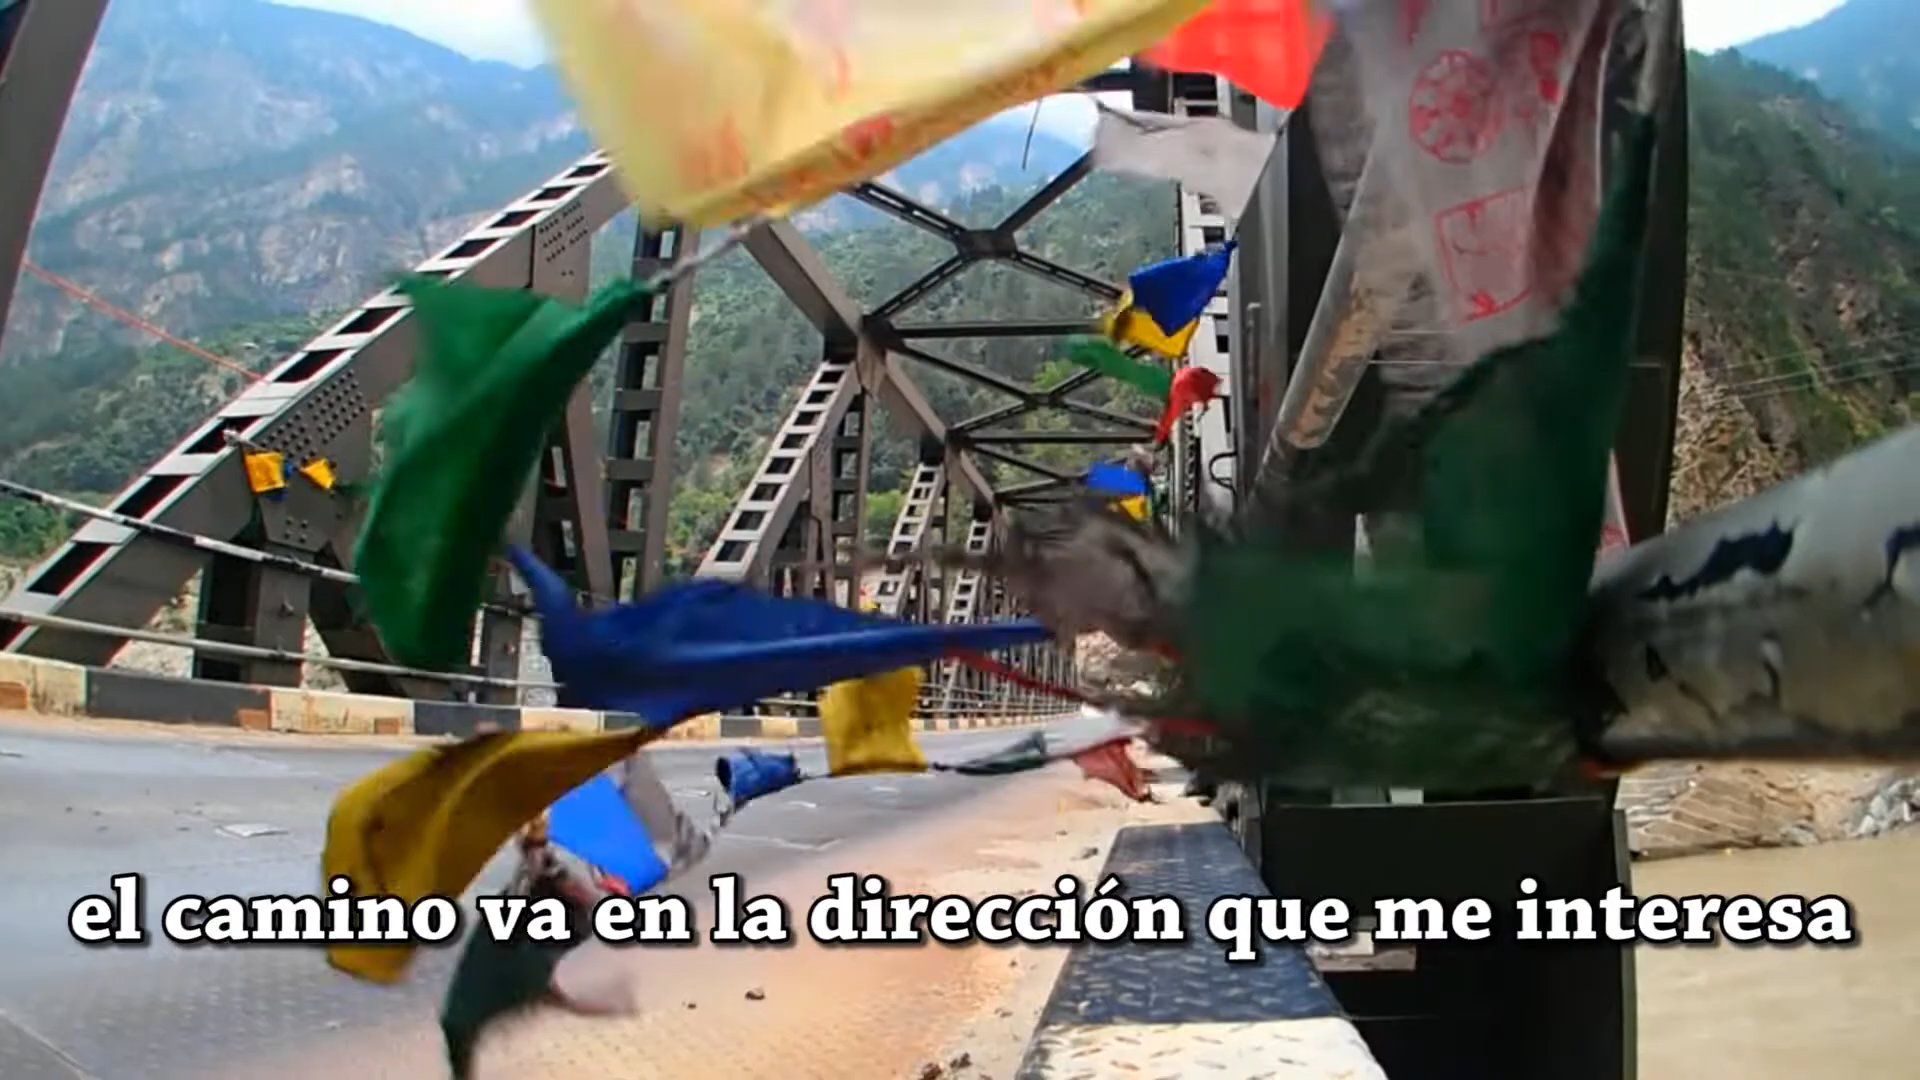 el camino va en la dirección que me interesa